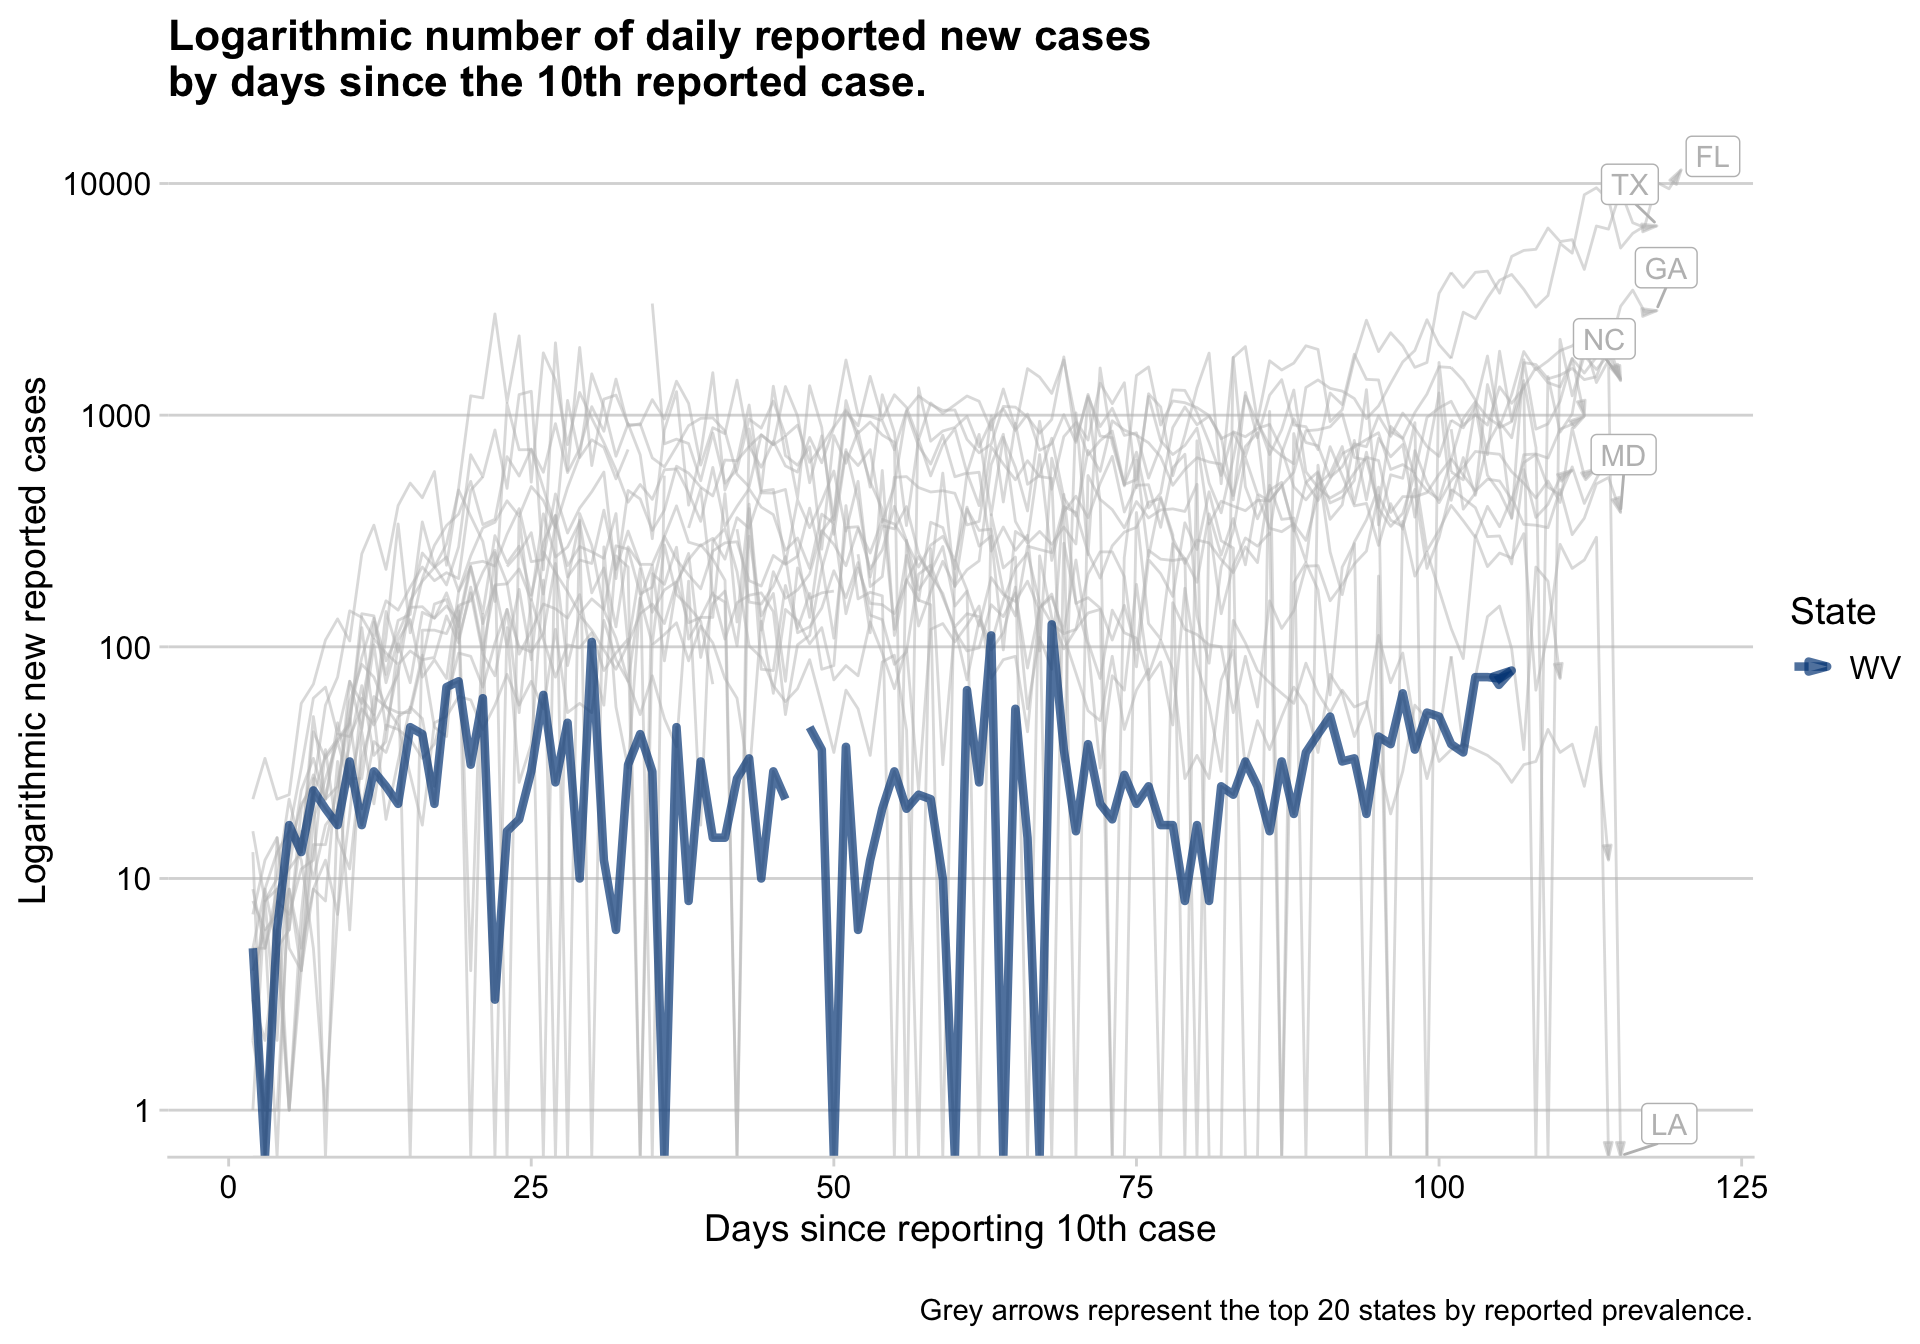 Logarithmic number of daily reported new cases
by days since the 10th reported case.
FL
TX
10000
GA
NC
1000
MD
Logarithmic new reported cases
State
100
WV
10
1
LA
0 25 50 75 100 125
Days since reporting 10th case
Grey arrows represent the top 20 states by reported prevalence.